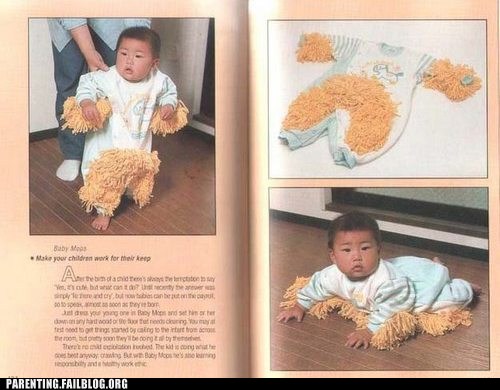 Baby Mops
• Make your children work for their keep
After the birth of a child there's always the temptation to say
'Yes, it's cute, but what can it do?' Until recently the answer was
simply 'lie there and cry', but now babies can be put on the payroll,
so to speak, almost as soon as they're born.
Just dress your young one in Baby Mops and set him or her
down on any hard wood or tile floor that needs cleaning. You may at
first need to get things started by calling to the infant from across
the room, but pretty soon they'll be doing it all by themselves.
There's no child exploitation involved. The kid is doing what he
does best anyway: crawling. But with Baby Mops he's also learning
responsibility and a healthy work ethic.
PARENTING.FAILBLOG.ORG